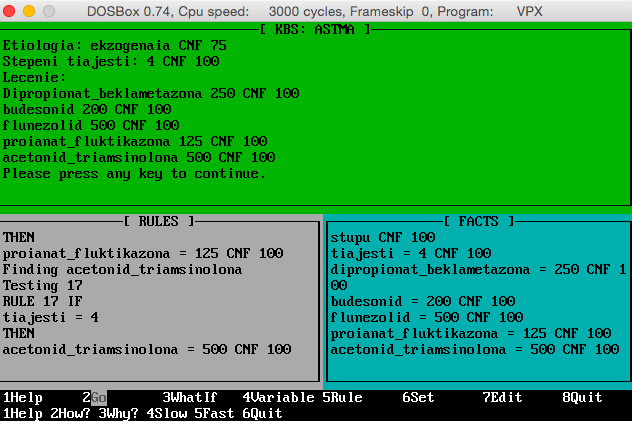 DOSBox 0.74, Cpu speed: 3000 cycles, Frameskip 0, Program: VPX
[ KBS: ASTMA ]
Etiologia: ekzogenaia CNF 75
Stepeni tiajesti: 4 CNF 100
Lecenie:
Dipropionat_beklametazona 250 CNF 100
budesonid 200 CNF 100
flunezolid 500 CNF 100
proianat_fluktikazona 125 CNF 100
acetonid_triamsinolona 500 CNF 100
Please press any key to continue.
[ RULES ]
THEN
proianat_fluktikazona = 125 CNF 100
Finding acetonid_triamsinolona
Testing 17
RULE 17 IF
tiajesti = 4
THEN
acetonid_triamsinolona = 500 CNF 100
[ FACTS ]
stupu CNF 100
tiajesti = 4 CNF 100
dipropionat_beklametazona = 250 CNF 1
00
budesonid = 200 CNF 100
flunezolid = 500 CNF 100
proianat_fluktikazona = 125 CNF 100
acetonid_triamsinolona = 500 CNF 100
1Help 2Go 3WhatIf 4Variable 5Rule 6Set 7Edit 8Quit
1Help 2How? 3Why? 4Slow 5Fast 6Quit